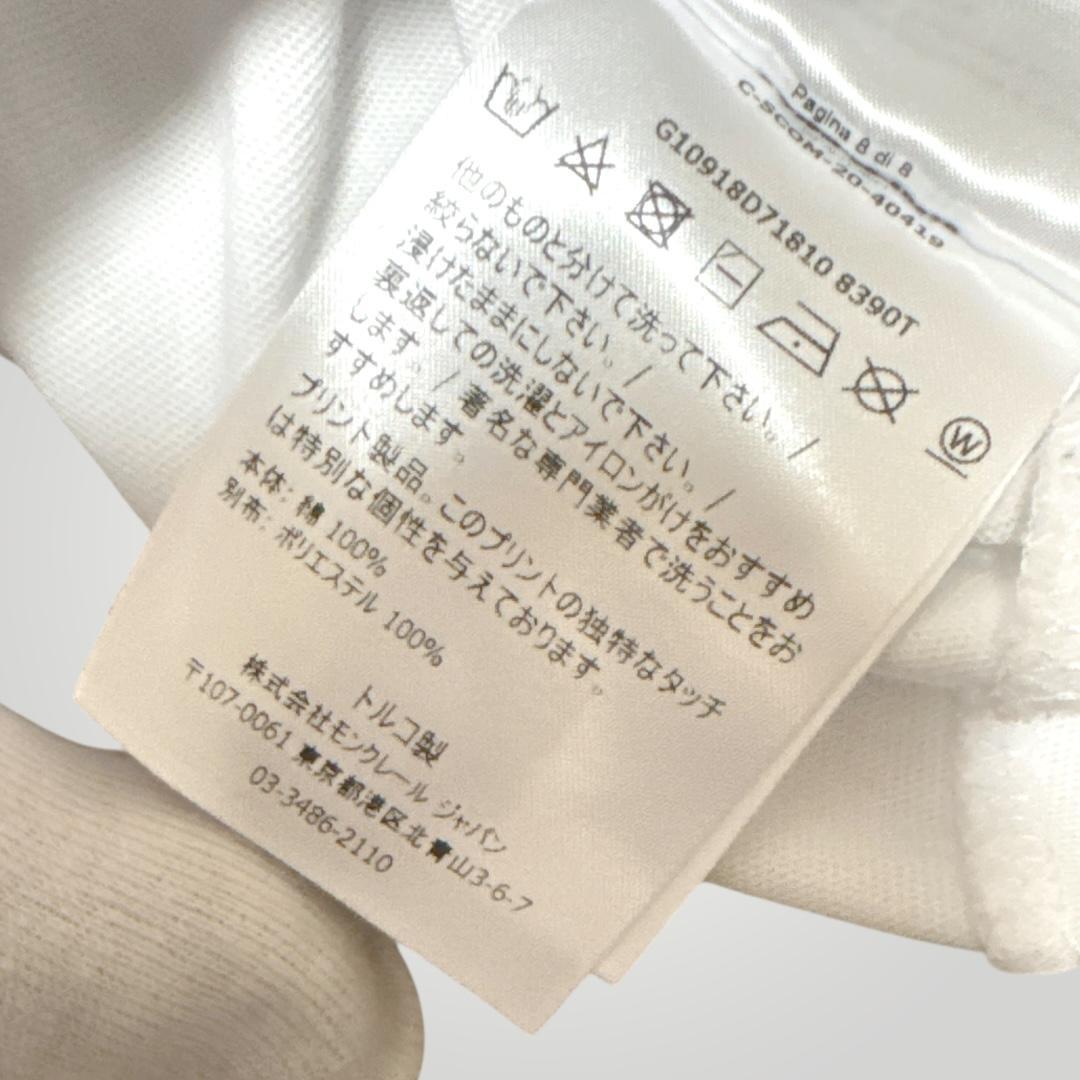 Pagina 8 di 8
C-SCOM-20-40419
G10918D71810 8390T
W
他のものと分けて洗って下さい。/
絞らないで下さい。/
浸けたままにしないで下さい。/
裏返しての洗濯とアイロンがけをおすすめ
します。/ 著名な専門業者で洗うことをお
すすめします。
プリント製品。このプリントの独特なタッチ
は特別な個性を与えております。
本体: 綿 100%
別布: ポリエステル 100%
トルコ製
株式会社モンクレール ジャパン
〒107-0061 東京都港区北青山3-6-7
03-3486-2110